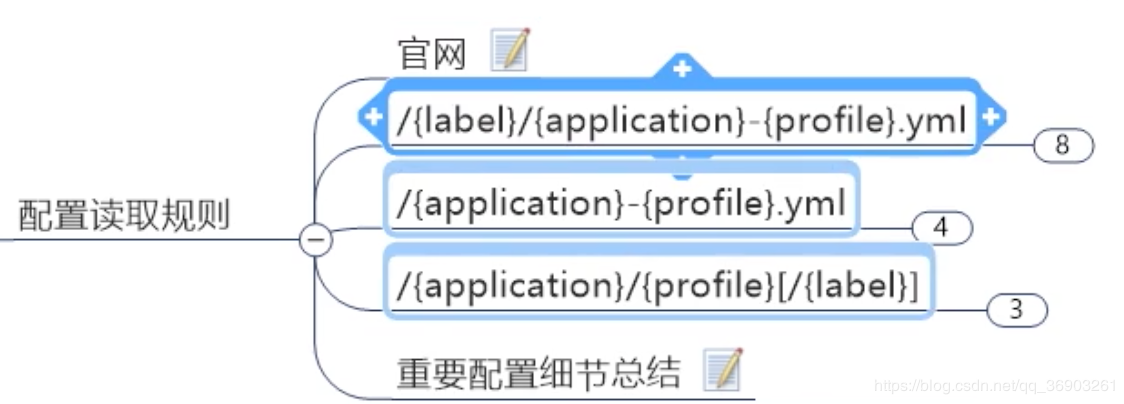 官网
/{label}/{application}-{profile}.yml
8
/{application}-{profile}.yml
4
配置读取规则
/{application}/{profile}[/{label}]
3
重要配置细节总结
https://blog.csdn.net/qq_36903261